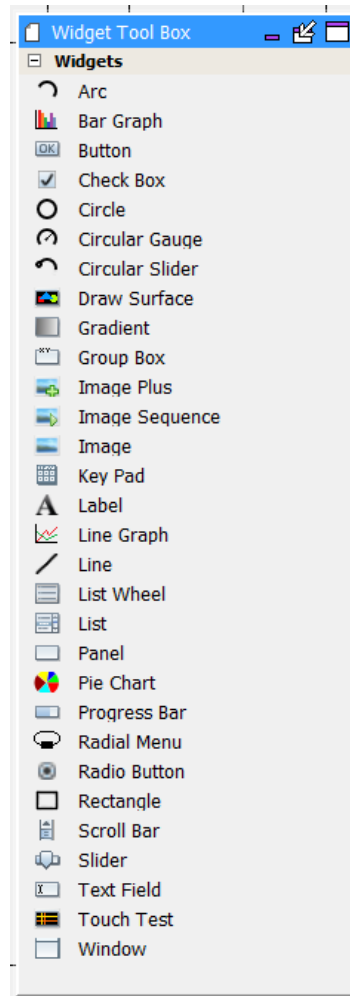 Widget Tool Box
Widgets
Arc
Bar Graph
OK Button
Check Box
Circle
Circular Gauge
Circular Slider
Draw Surface
Gradient
XY Group Box
Image Plus
Image Sequence
Image
Key Pad
A Label
Line Graph
Line
List Wheel
List
Panel
Pie Chart
Progress Bar
Radial Menu
Radio Button
Rectangle
Scroll Bar
Slider
Text Field
Touch Test
Window